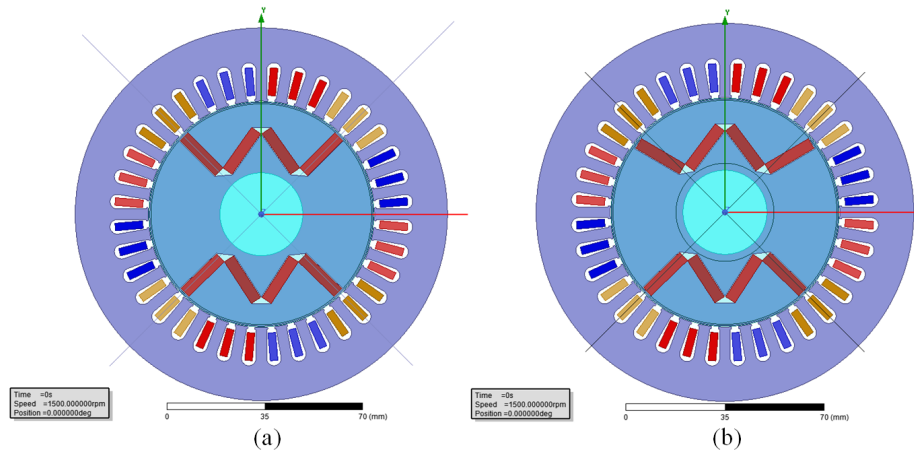 Y
Y
Time =0s
Speed =1500.000000rpm
Position =0.000000deg
0 35 70 (mm)
Time =0s
Speed =1500.000000rpm
Position =0.000000deg
0 35 70 (mm)
(a)
(b)